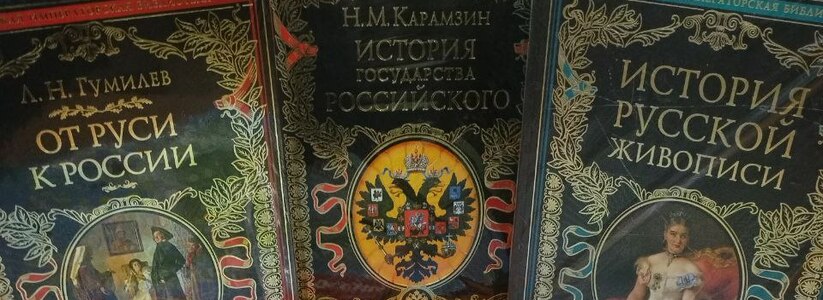 Л. Н. Гумилев
От Руси
к России
Н.М. Карамзин
История
государства
Российского
История
русской
живописи